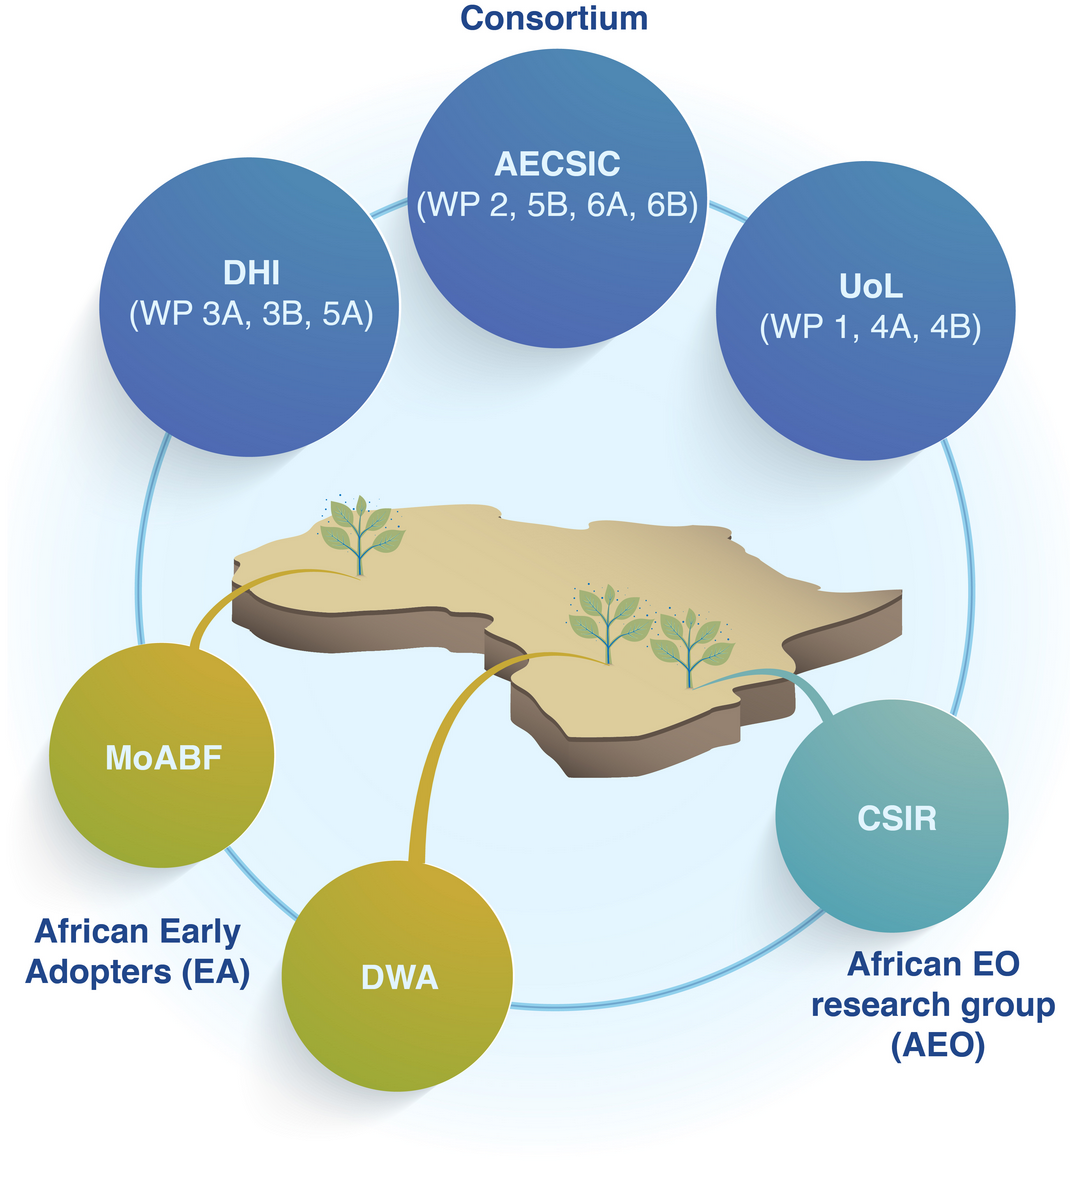 Consortium
AECSIC
(WP 2, 5B, 6A, 6B)
DHI
(WP 3A, 3B, 5A)
UoL
(WP 1, 4A, 4B)
MoABF
CSIR
African Early
Adopters (EA)
DWA
African EO
research group
(AEO)